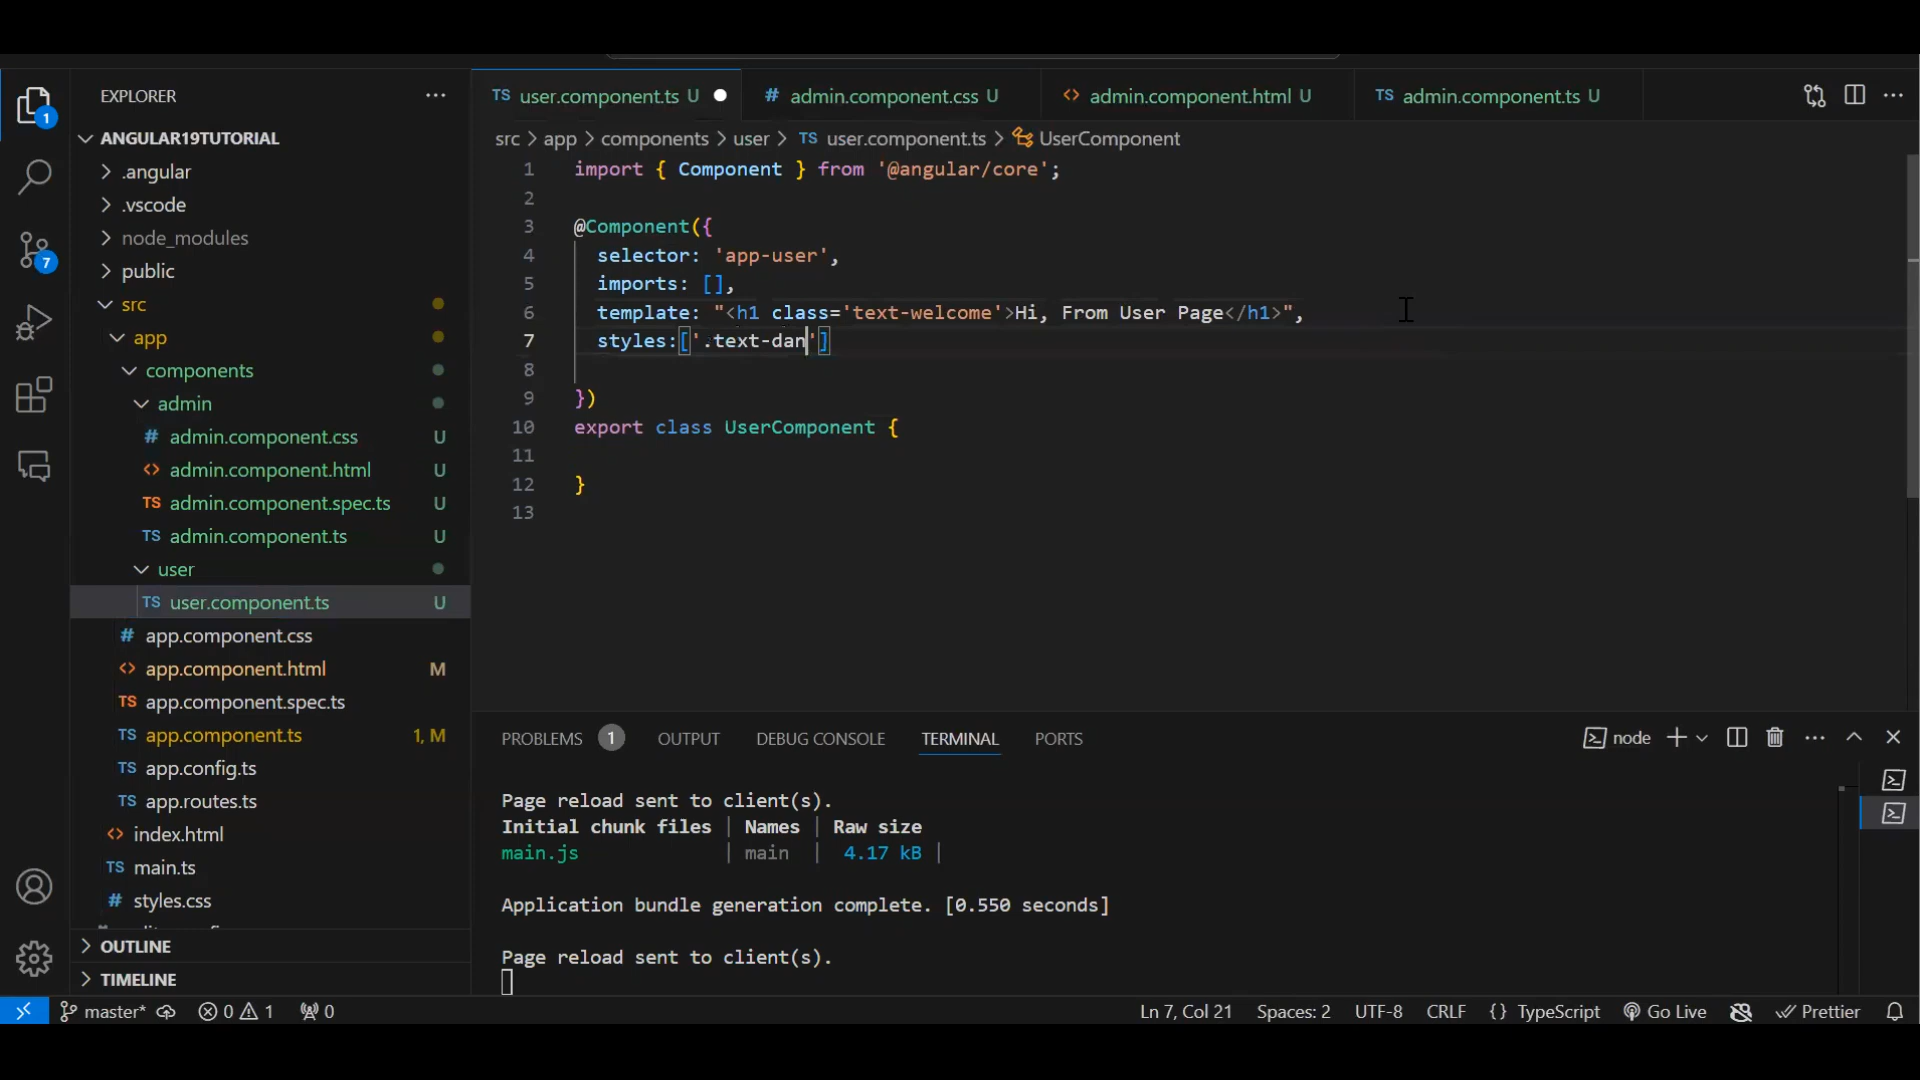 EXPLORER
ANGULAR19TUTORIAL
.angular
.vscode
node_modules
public
src
app
components
admin
# admin.component.css U
<> admin.component.html U
TS admin.component.spec.ts U
TS admin.component.ts U
user
TS user.component.ts U
# app.component.css
<> app.component.html M
TS app.component.spec.ts
TS app.component.ts 1, M
TS app.config.ts
TS app.routes.ts
<> index.html
TS main.ts
# styles.css
OUTLINE
TIMELINE
1
7
TS user.component.ts U # admin.component.css U <> admin.component.html U TS admin.component.ts U
src > app > components > user > TS user.component.ts > UserComponent
1 import { Component } from '@angular/core';
2
3 @Component({
4 selector: 'app-user',
5 imports: [],
6 template: "<h1 class='text-welcome'>Hi, From User Page</h1>",
7 styles:['.text-dan']
8
9 })
10 export class UserComponent {
11
12 }
13
PROBLEMS 1 OUTPUT DEBUG CONSOLE TERMINAL PORTS node
Page reload sent to client(s).
Initial chunk files | Names | Raw size
main.js | main | 4.17 kB |
Application bundle generation complete. [0.550 seconds]
Page reload sent to client(s).
master* 0 1 0 Ln 7, Col 21 Spaces: 2 UTF-8 CRLF {} TypeScript Go Live Prettier